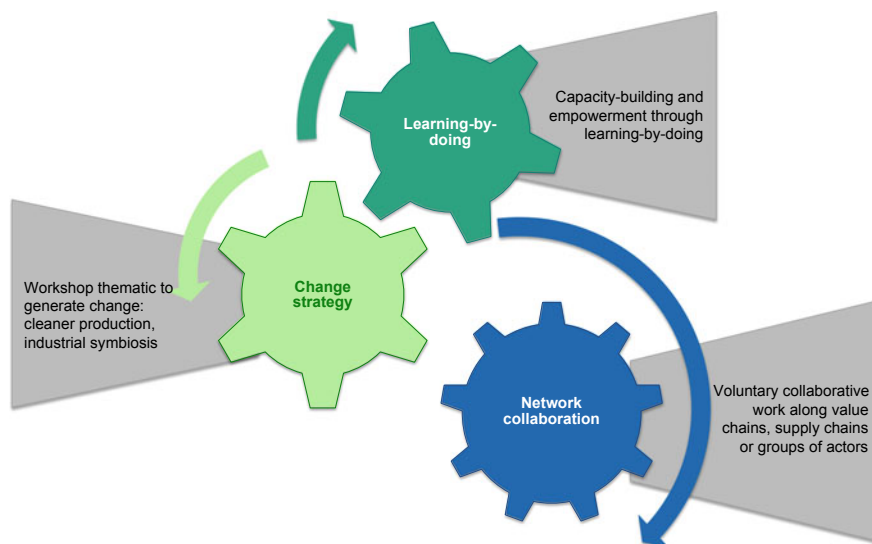 Learning-by-
doing
Capacity-building and
empowerment through
learning-by-doing
Workshop thematic to
generate change:
cleaner production,
industrial symbiosis
Change
strategy
Network
collaboration
Voluntary collaborative
work along value
chains, supply chains
or groups of actors